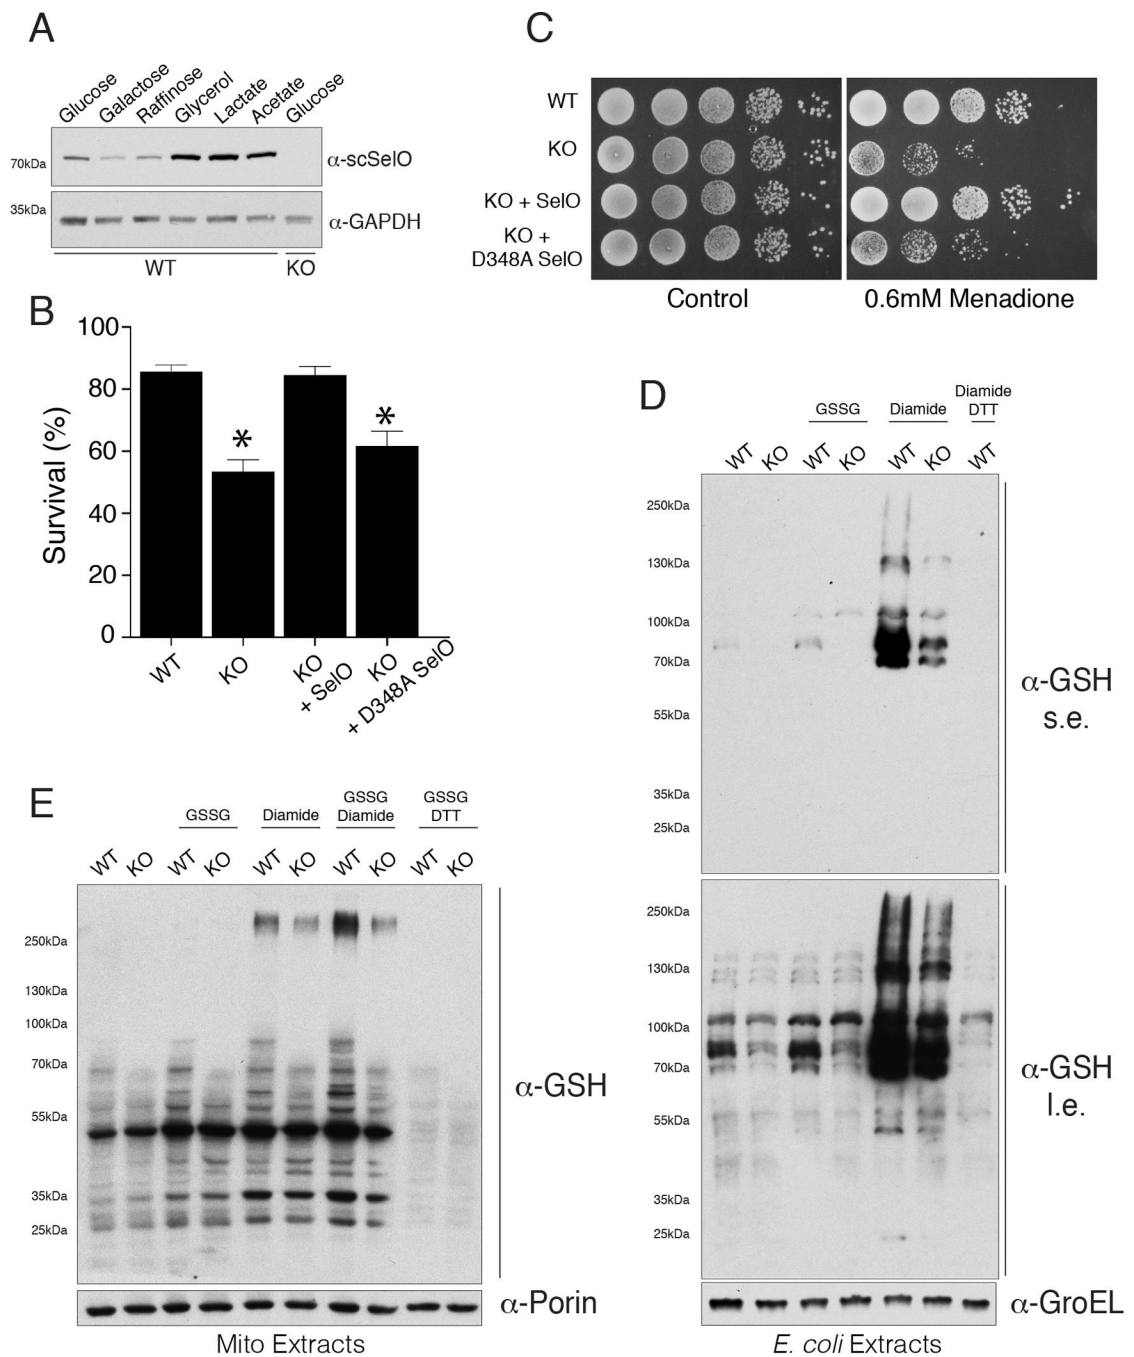 A
Glucose Galactose Raffinose Glycerol Lactate Acetate Glucose
70kDa
α-scSelO
35kDa
α-GAPDH
WT KO
B
Survival (%)
100
80
60
40
20
0
* *
WT
KO
KO
+ SelO
KO
+ D348A SelO
C
WT
KO
KO + SelO
KO +
D348A SelO
Control 0.6mM Menadione
D
GSSG Diamide Diamide
DTT
WT KO WT KO WT KO WT
250kDa
130kDa
100kDa
70kDa
55kDa
35kDa
25kDa
α-GSH
s.e.
250kDa
130kDa
100kDa
70kDa
55kDa
35kDa
25kDa
α-GSH
l.e.
α-GroEL
E. coli Extracts
E
GSSG Diamide GSSG
Diamide GSSG
DTT
WT KO WT KO WT KO WT KO WT KO
250kDa
130kDa
100kDa
70kDa
55kDa
35kDa
25kDa
α-GSH
α-Porin
Mito Extracts